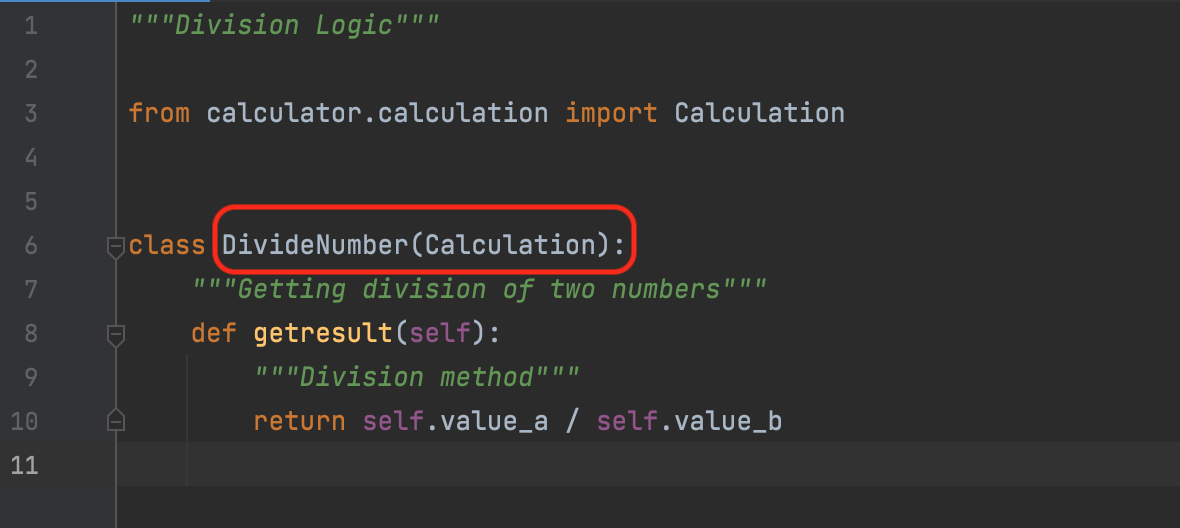 1 """Division Logic"""
2
3 from calculator.calculation import Calculation
4
5
6 class DivideNumber(Calculation):
7     """Getting division of two numbers"""
8     def getresult(self):
9         """Division method"""
10         return self.value_a / self.value_b
11